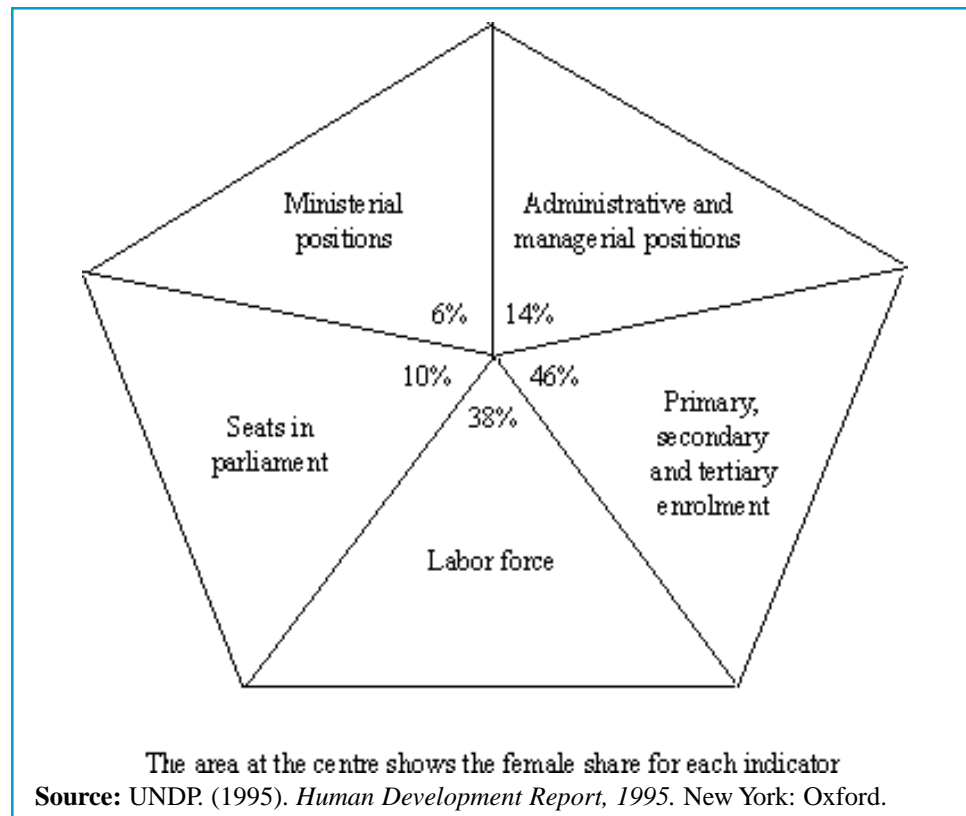 Ministerial
positions
Administrative and
managerial positions
6%
14%
10%
46%
38%
Seats in
parliament
Primary,
secondary
and tertiary
enrolment
Labor force
The area at the centre shows the female share for each indicator
Source: UNDP. (1995). Human Development Report, 1995. New York: Oxford.